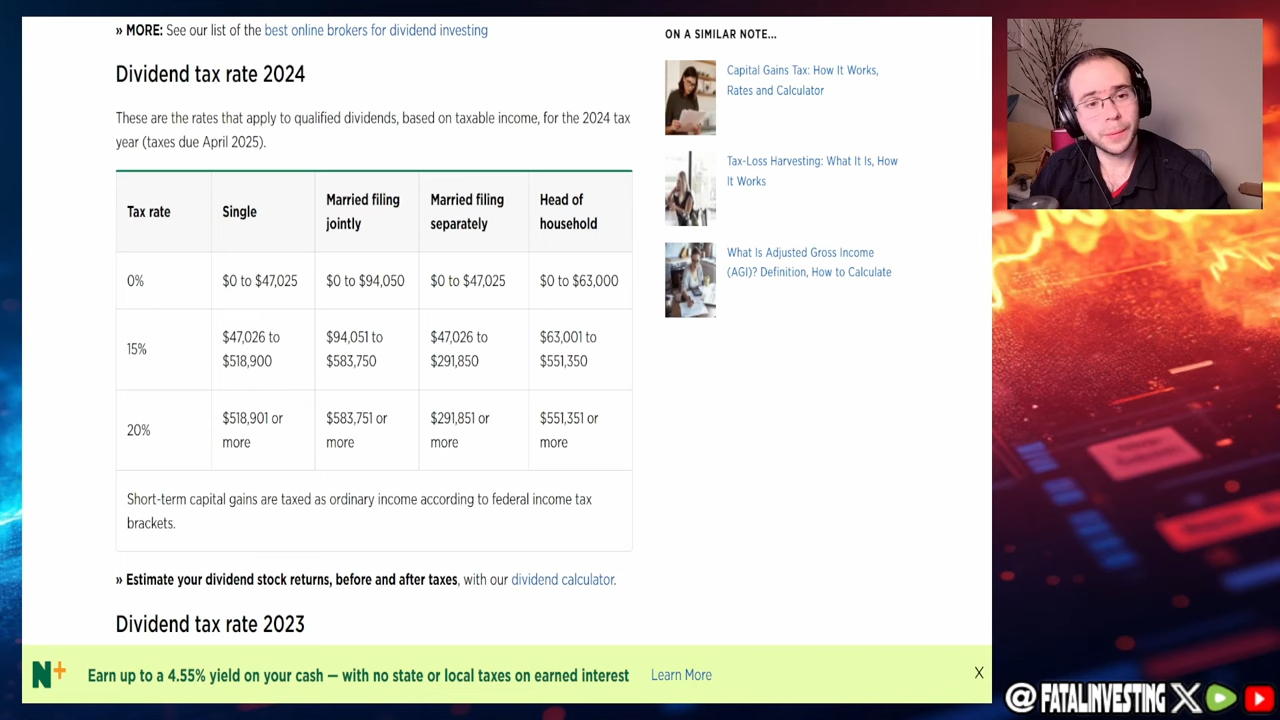 » MORE: See our list of the best online brokers for dividend investing
Dividend tax rate 2024
These are the rates that apply to qualified dividends, based on taxable income, for the 2024 tax
year (taxes due April 2025).
Tax rate Single Married filing jointly Married filing separately Head of household
0% $0 to $47,025 $0 to $94,050 $0 to $47,025 $0 to $63,000
15% $47,026 to $518,900 $94,051 to $583,750 $47,026 to $291,850 $63,001 to $551,350
20% $518,901 or more $583,751 or more $291,851 or more $551,351 or more
Short-term capital gains are taxed as ordinary income according to federal income tax
brackets.
» Estimate your dividend stock returns, before and after taxes, with our dividend calculator.
Dividend tax rate 2023
ON A SIMILAR NOTE...
Capital Gains Tax: How It Works,
Rates and Calculator
Tax-Loss Harvesting: What It Is, How
It Works
What Is Adjusted Gross Income
(AGI)? Definition, How to Calculate
N+ Earn up to a 4.55% yield on your cash — with no state or local taxes on earned interest Learn More X
@FATALINVESTING X